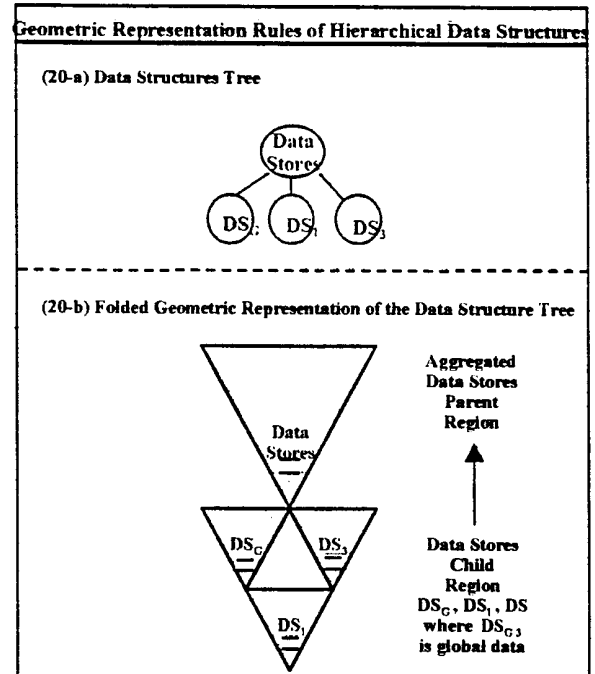 Geometric Representation Rules of Hierarchical Data Structures
(20-a) Data Structures Tree
Data
Stores
DS DS DS3
(20-b) Folded Geometric Representation of the Data Structure Tree
Aggregated
Data Stores
Parent
Region
Data
Stores
DSG DS3
DS1
Data Stores
Child
Region
DSG, DS1, DS
where DSG3
is global data